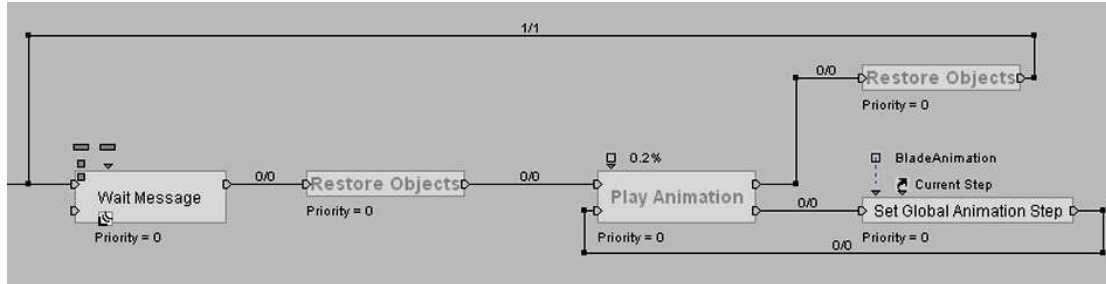 1/1
0/0
Restore Objects
Priority = 0
0.2%
BladeAnimation
Current Step
Wait Message
0/0
Restore Objects
0/0
Play Animation
0/0
Set Global Animation Step
Priority = 0
Priority = 0
Priority = 0
Priority = 0
0/0